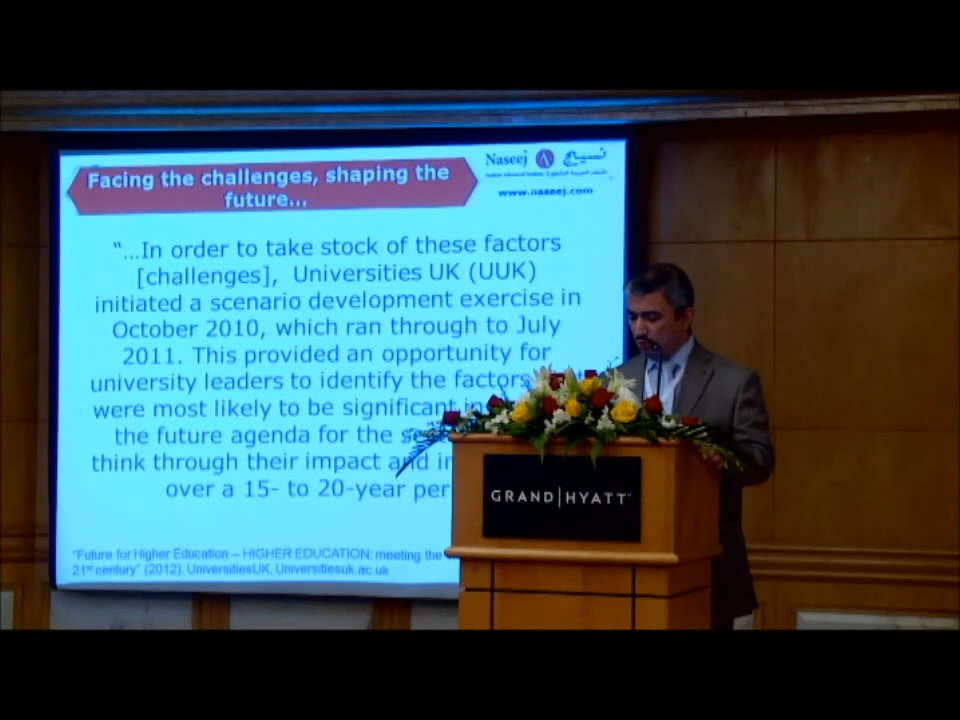 Facing the challenges, shaping the
future...
Naseej نسيج
www.naseej.com
“...In order to take stock of these factors
[challenges], Universities UK (UUK)
initiated a scenario development exercise in
October 2010, which ran through to July
2011. This provided an opportunity for
university leaders to identify the factors
were most likely to be significant in
the future agenda for the
think through their impact and
over a 15- to 20-year
GRAND|HYATT™
"Future for Higher Education – HIGHER EDUCATION: meeting the
21st century" (2012), UniversitiesUK, Universitiesuk.ac.uk